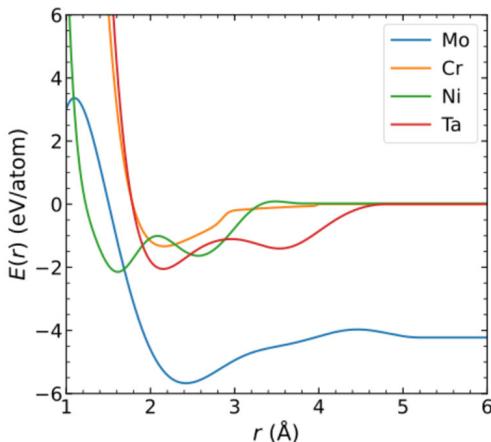 6
4
2
0
−2
−4
−6
E(r) (eV/atom)
Mo
Cr
Ni
Ta
1 2 3 4 5 6
r (Å)